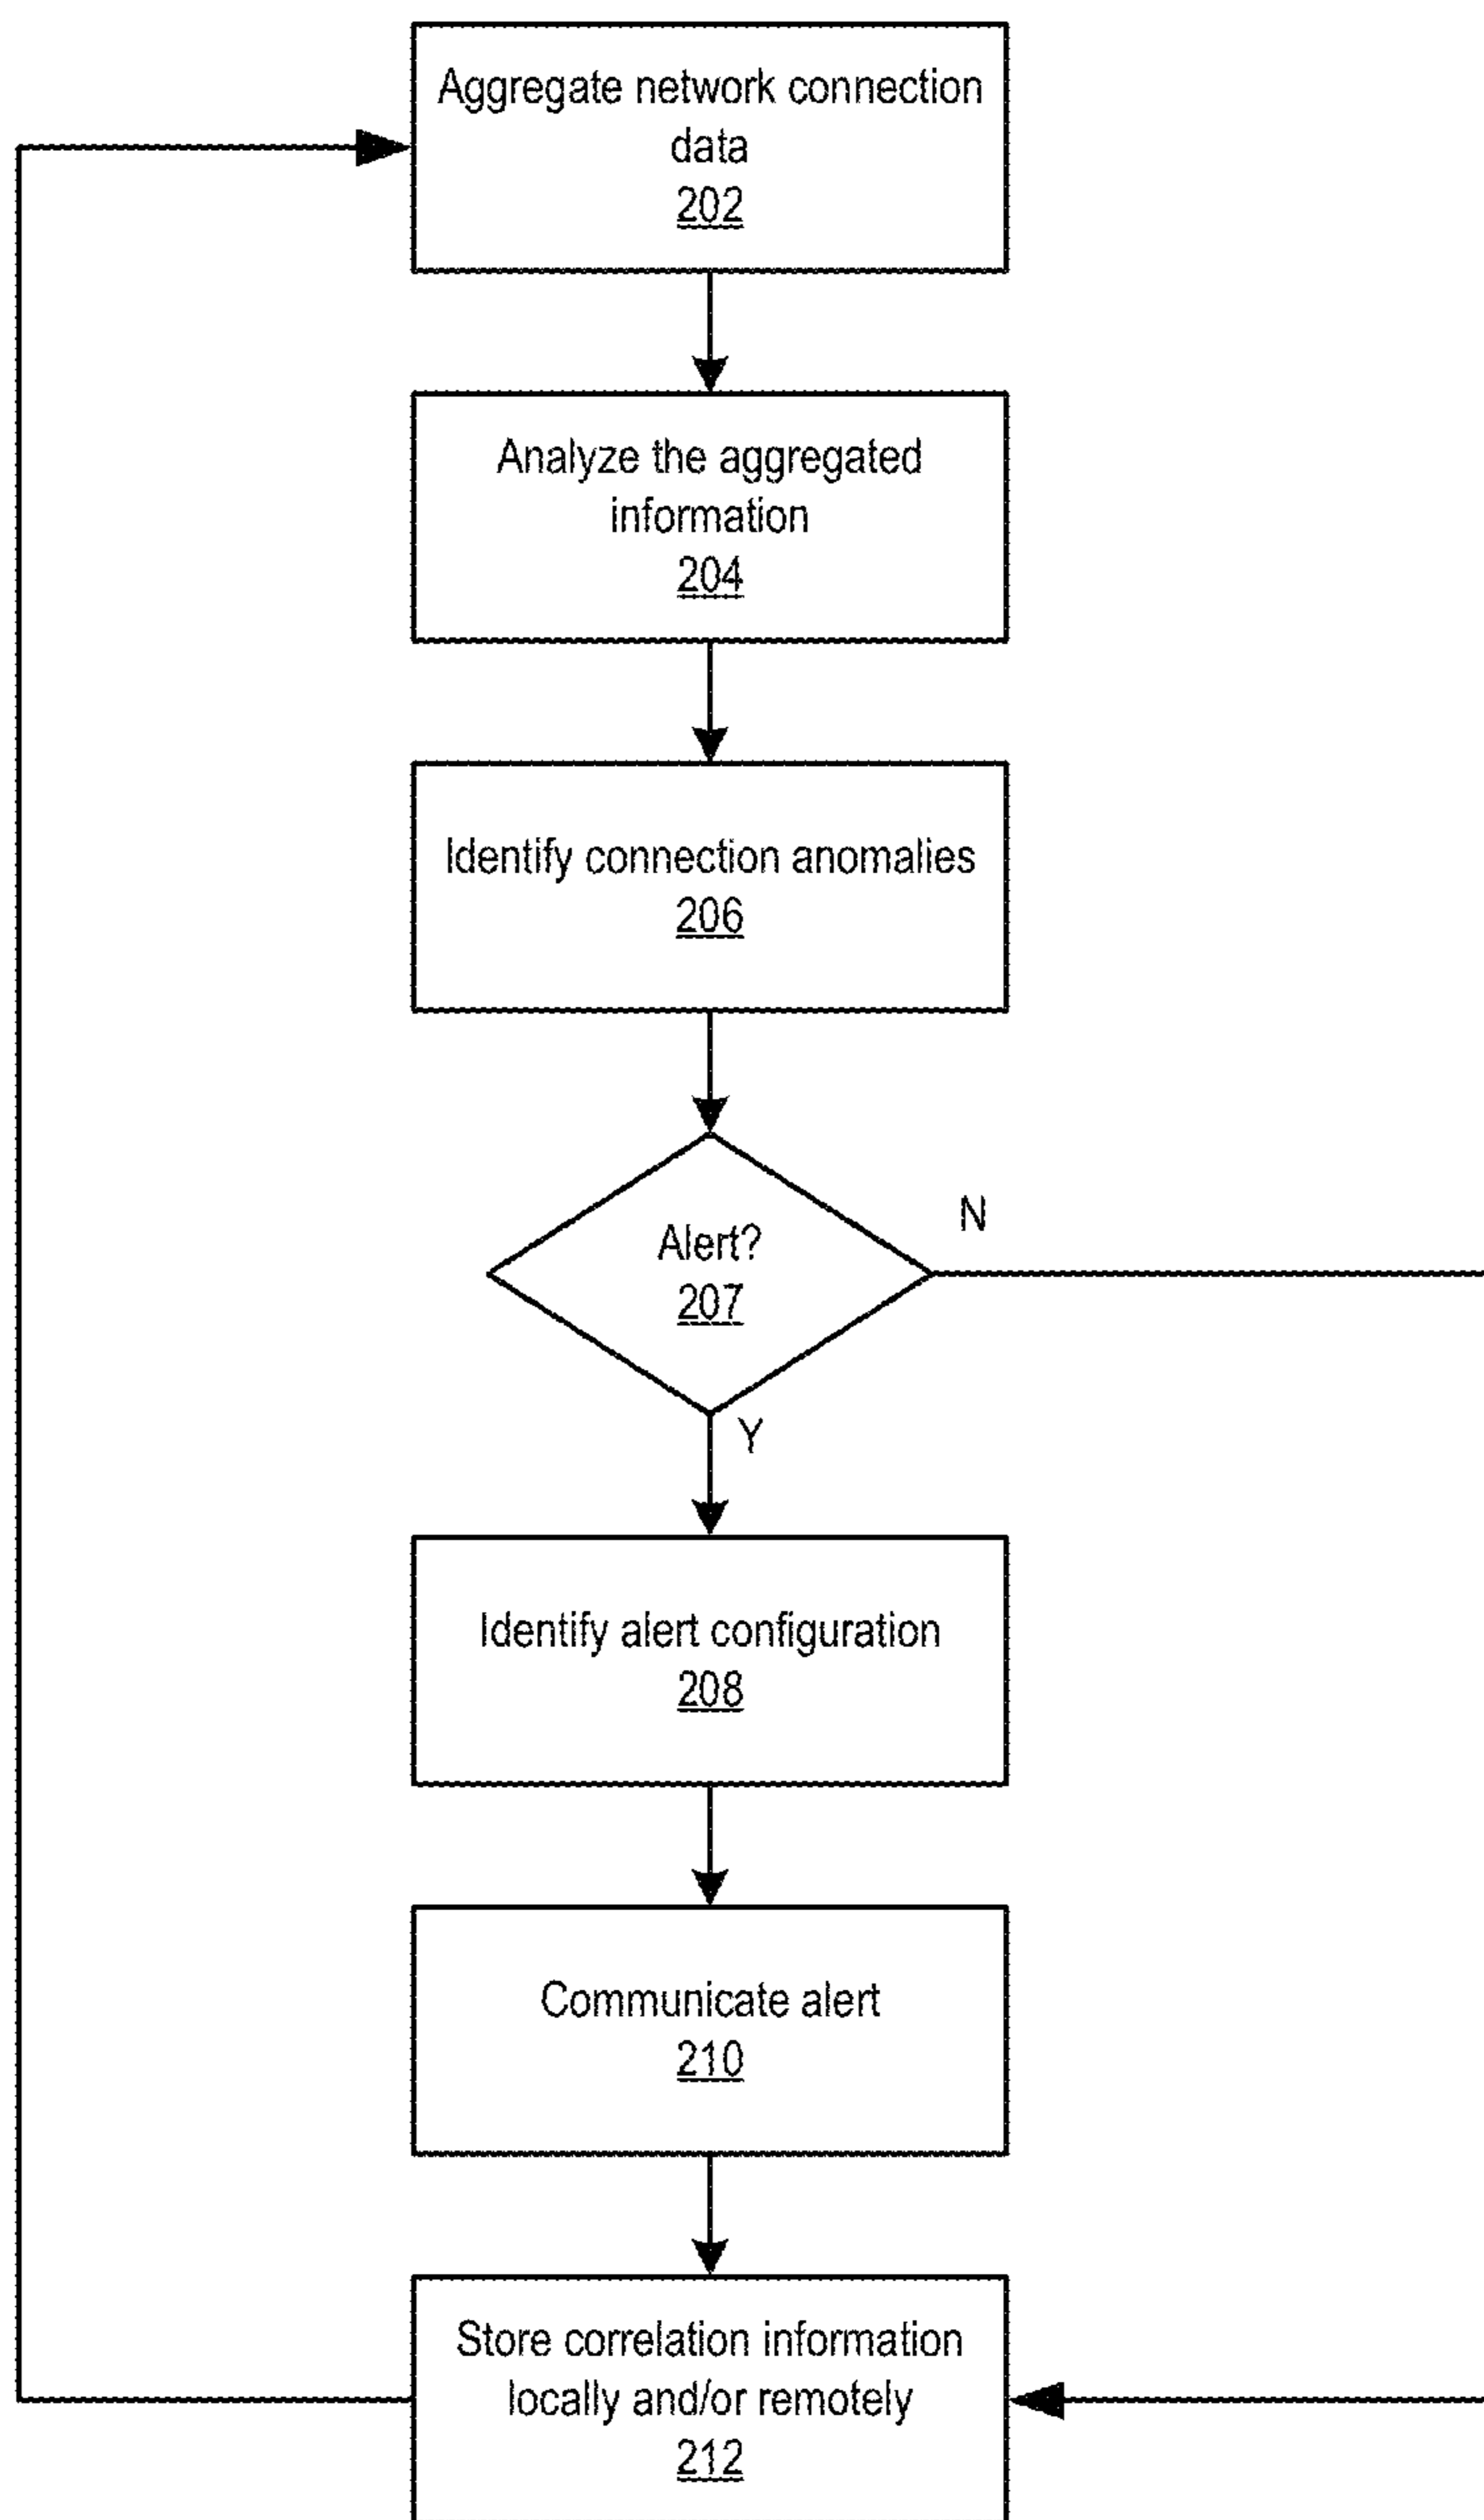 Aggregate network connection
data
202
Analyze the aggregated
information
204
Identify connection anomalies
206
Alert?
207
N
Y
Identify alert configuration
208
Communicate alert
210
Store correlation information
locally and/or remotely
212